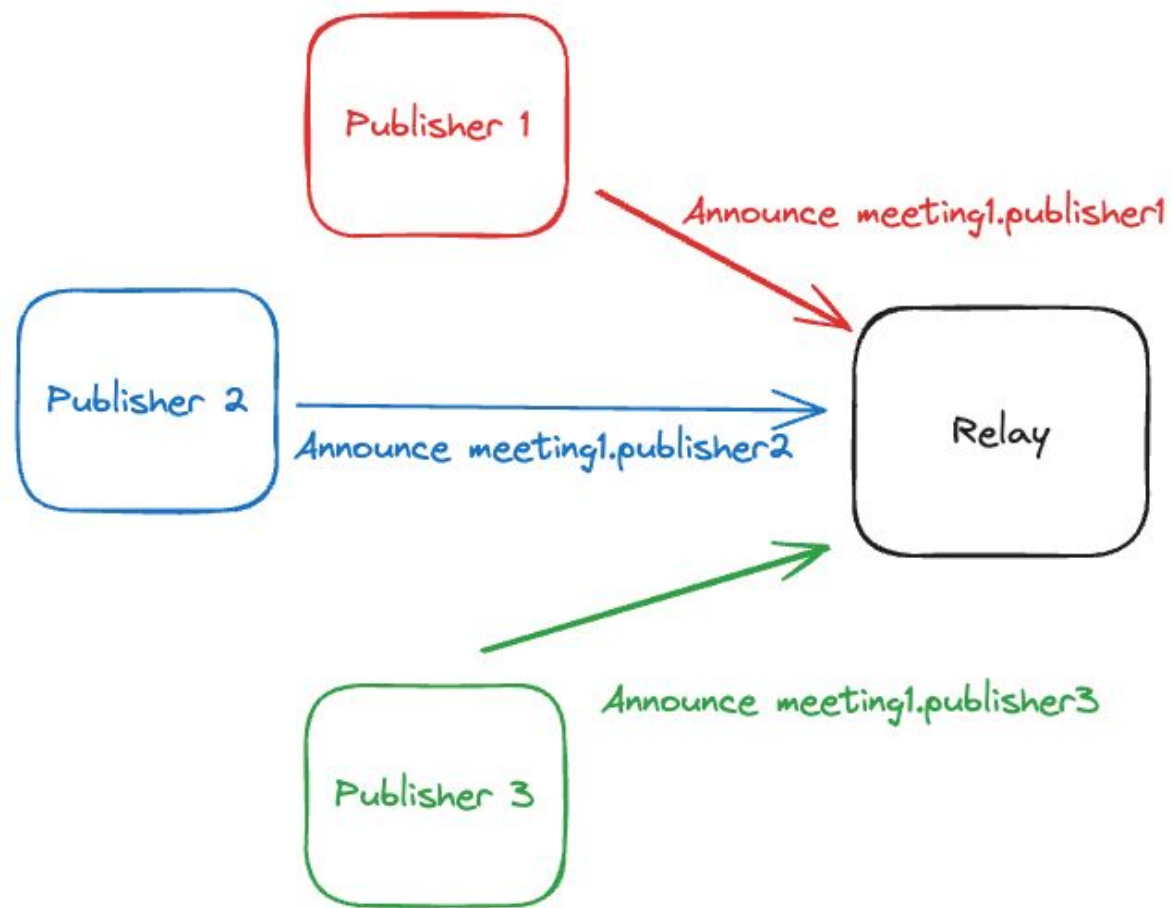 Publisher 1
Announce meeting1.publisher1
Publisher 2
Announce meeting1.publisher2
Relay
Announce meeting1.publisher3
Publisher 3